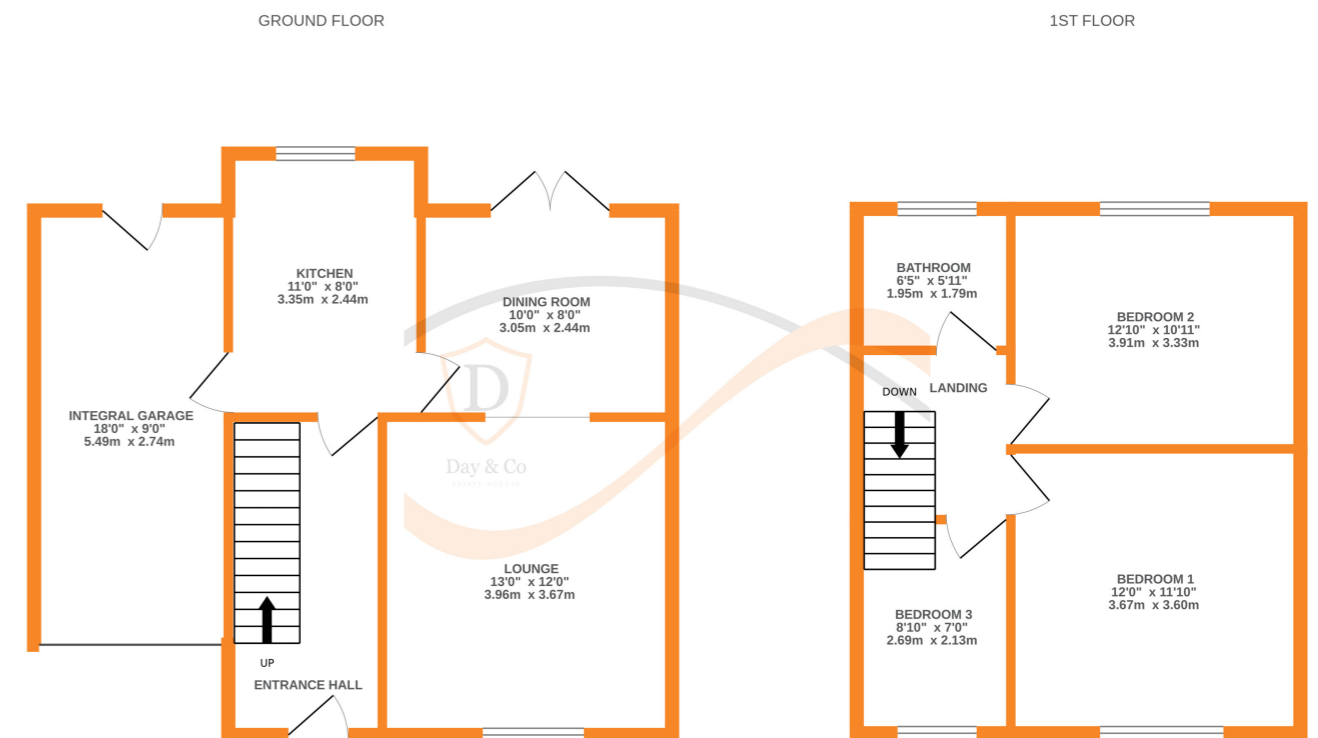 GROUND FLOOR
1ST FLOOR
KITCHEN
11'0" x 8'0"
3.35m x 2.44m
DINING ROOM
10'0" x 8'0"
3.05m x 2.44m
INTEGRAL GARAGE
18'0" x 9'0"
5.49m x 2.74m
D
Day & Co
ESTATE AGENTS
LOUNGE
13'0" x 12'0"
3.96m x 3.67m
UP
ENTRANCE HALL
BATHROOM
6'5" x 5'11"
1.95m x 1.79m
BEDROOM 2
12'10" x 10'11"
3.91m x 3.33m
LANDING
DOWN
BEDROOM 1
12'0" x 11'10"
3.67m x 3.60m
BEDROOM 3
8'10" x 7'0"
2.69m x 2.13m